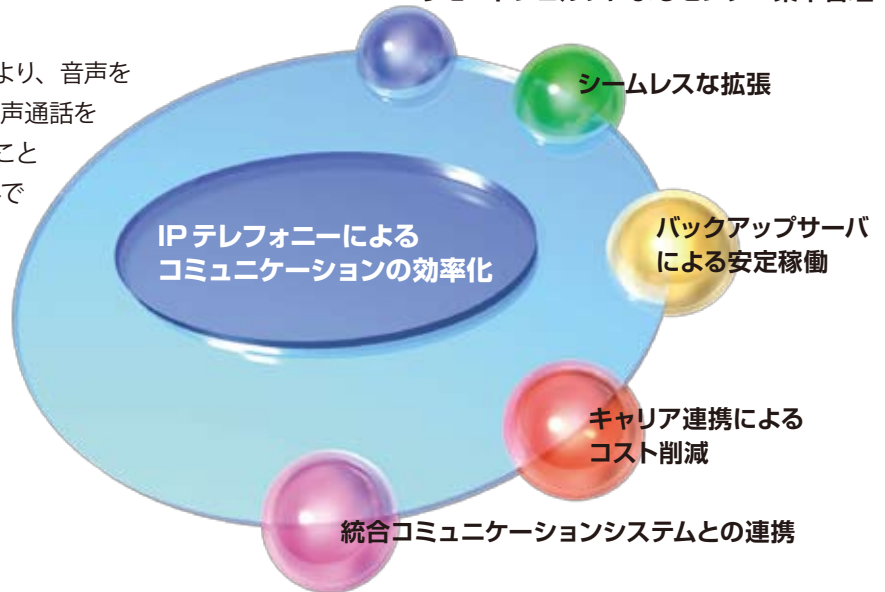 より、音声を
声通話を
こと
で
シームレスな拡張
IPテレフォニーによる
コミュニケーションの効率化
バックアップサーバ
による安定稼働
キャリア連携による
コスト削減
統合コミュニケーションシステムとの連携